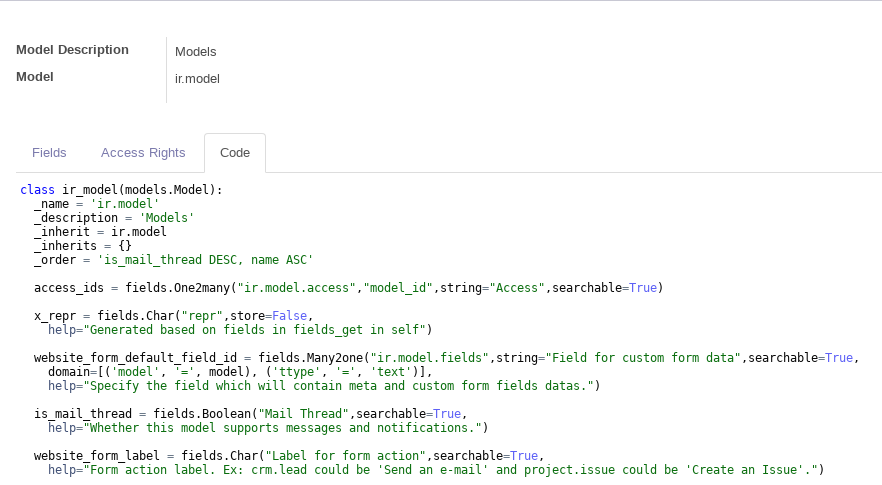 Model Description Models
Model ir.model
Fields Access Rights Code
class ir_model(models.Model):
  _name = 'ir.model'
  _description = 'Models'
  _inherit = ir.model
  _inherits = {}
  _order = 'is_mail_thread DESC, name ASC'

  access_ids = fields.One2many("ir.model.access","model_id",string="Access",searchable=True)

  x_repr = fields.Char("repr",store=False,
    help="Generated based on fields in fields_get in self")

  website_form_default_field_id = fields.Many2one("ir.model.fields",string="Field for custom form data",searchable=True,
    domain=[('model', '=', model), ('ttype', '=', 'text')],
    help="Specify the field which will contain meta and custom form fields datas.")

  is_mail_thread = fields.Boolean("Mail Thread",searchable=True,
    help="Whether this model supports messages and notifications.")

  website_form_label = fields.Char("Label for form action",searchable=True,
    help="Form action label. Ex: crm.lead could be 'Send an e-mail' and project.issue could be 'Create an Issue'.")